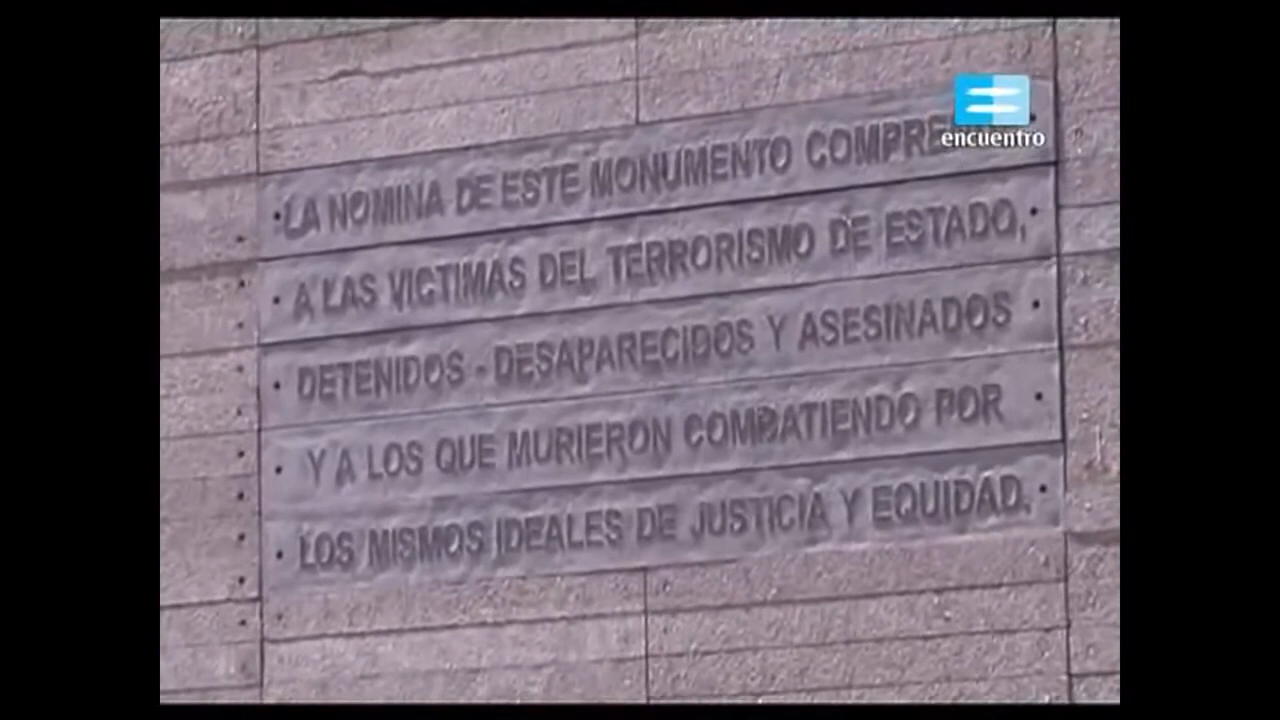 LA NOMINA DE ESTE MONUMENTO COMPRE
A LAS VICTIMAS DEL TERRORISMO DE ESTADO,
DETENIDOS - DESAPARECIDOS Y ASESINADOS
Y A LOS QUE MURIERON COMBATIENDO POR
LOS MISMOS IDEALES DE JUSTICIA Y EQUIDAD.
encuentro